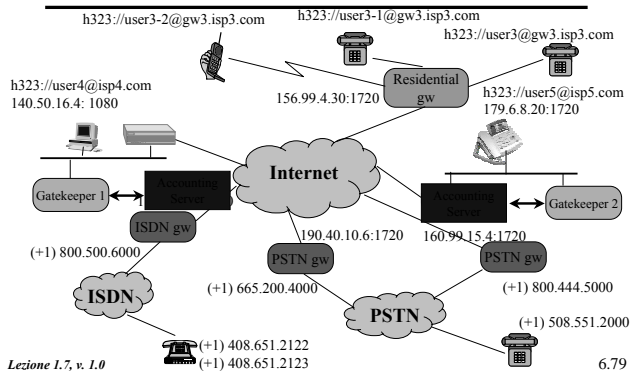 h323://user3-2@gw3.isp3.com
h323://user3-1@gw3.isp3.com
h323://user3@gw3.isp3.com
h323://user4@isp4.com
140.50.16.4: 1080
156.99.4.30:1720
Residential
gw
h323://user5@isp5.com
179.6.8.20:1720
Internet
Gatekeeper 1
Accounting
Server
Accounting
Server
Gatekeeper 2
ISDN gw
(+1) 800.500.6000
190.40.10.6:1720
160.99.15.4:1720
PSTN gw
PSTN gw
(+1) 665.200.4000
(+1) 800.444.5000
ISDN
PSTN
(+1) 508.551.2000
(+1) 408.651.2122
(+1) 408.651.2123
Lezione 1.7, v. 1.0
6.79